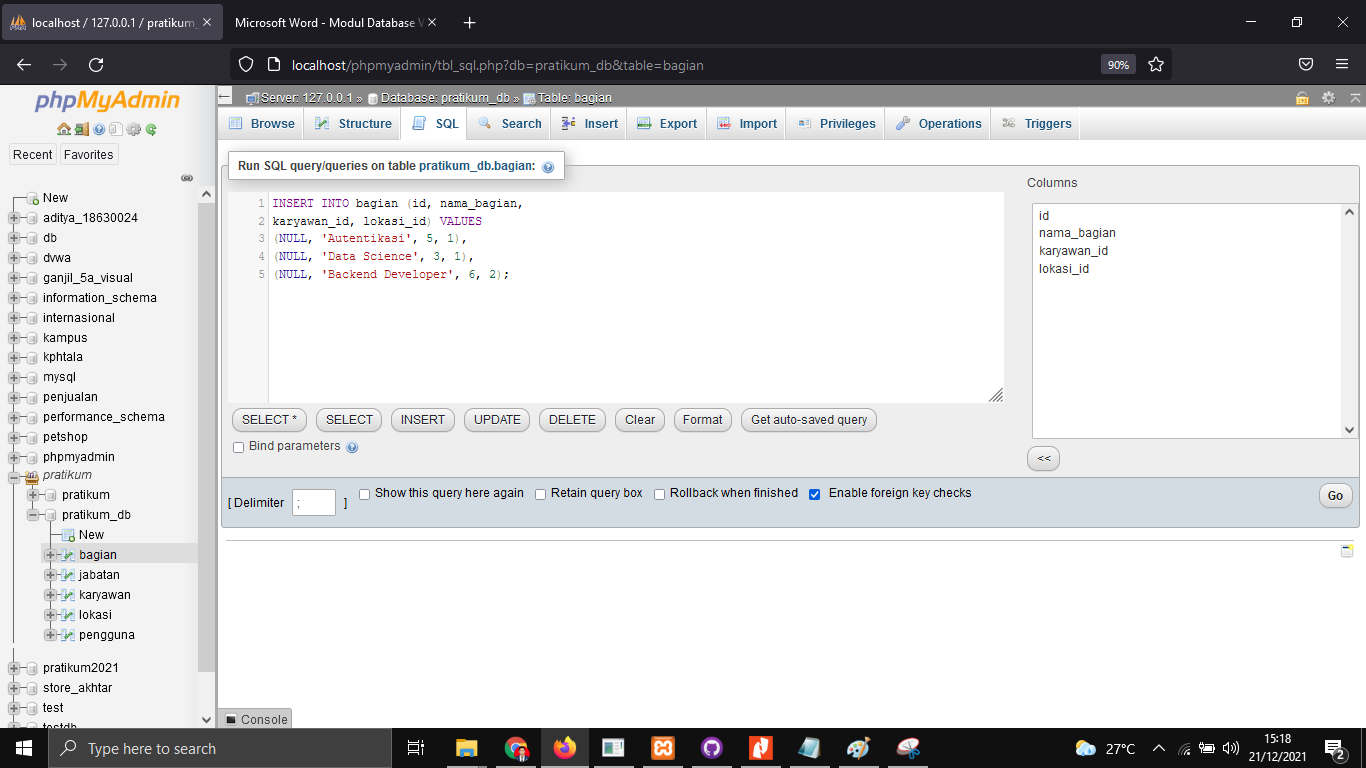 localhost / 127.0.0.1 / pratikum_
Microsoft Word - Modul Database
localhost/phpmyadmin/tbl_sql.php?db=pratikum_db&table=bagian
90%
phpMyAdmin
Recent
Favorites
New
aditya_18630024
db
dvwa
ganjil_5a_visual
information_schema
internasional
kampus
kphtala
mysql
penjualan
performance_schema
petshop
phpmyadmin
pratikum
pratikum
pratikum_db
New
bagian
jabatan
karyawan
lokasi
pengguna
pratikum2021
store_akhtar
test
testdb
Server: 127.0.0.1 » Database: pratikum_db » Table: bagian
Browse Structure SQL Search Insert Export Import Privileges Operations Triggers
Run SQL query/queries on table pratikum_db.bagian:
1 INSERT INTO bagian (id, nama_bagian,
2 karyawan_id, lokasi_id) VALUES
3 (NULL, 'Autentikasi', 5, 1),
4 (NULL, 'Data Science', 3, 1),
5 (NULL, 'Backend Developer', 6, 2);
Columns
id
nama_bagian
karyawan_id
lokasi_id
<<
SELECT * SELECT INSERT UPDATE DELETE Clear Format Get auto-saved query
Bind parameters
[ Delimiter ; ] Show this query here again Retain query box Rollback when finished Enable foreign key checks Go
Console
Type here to search
27°C
15:18
21/12/2021
2